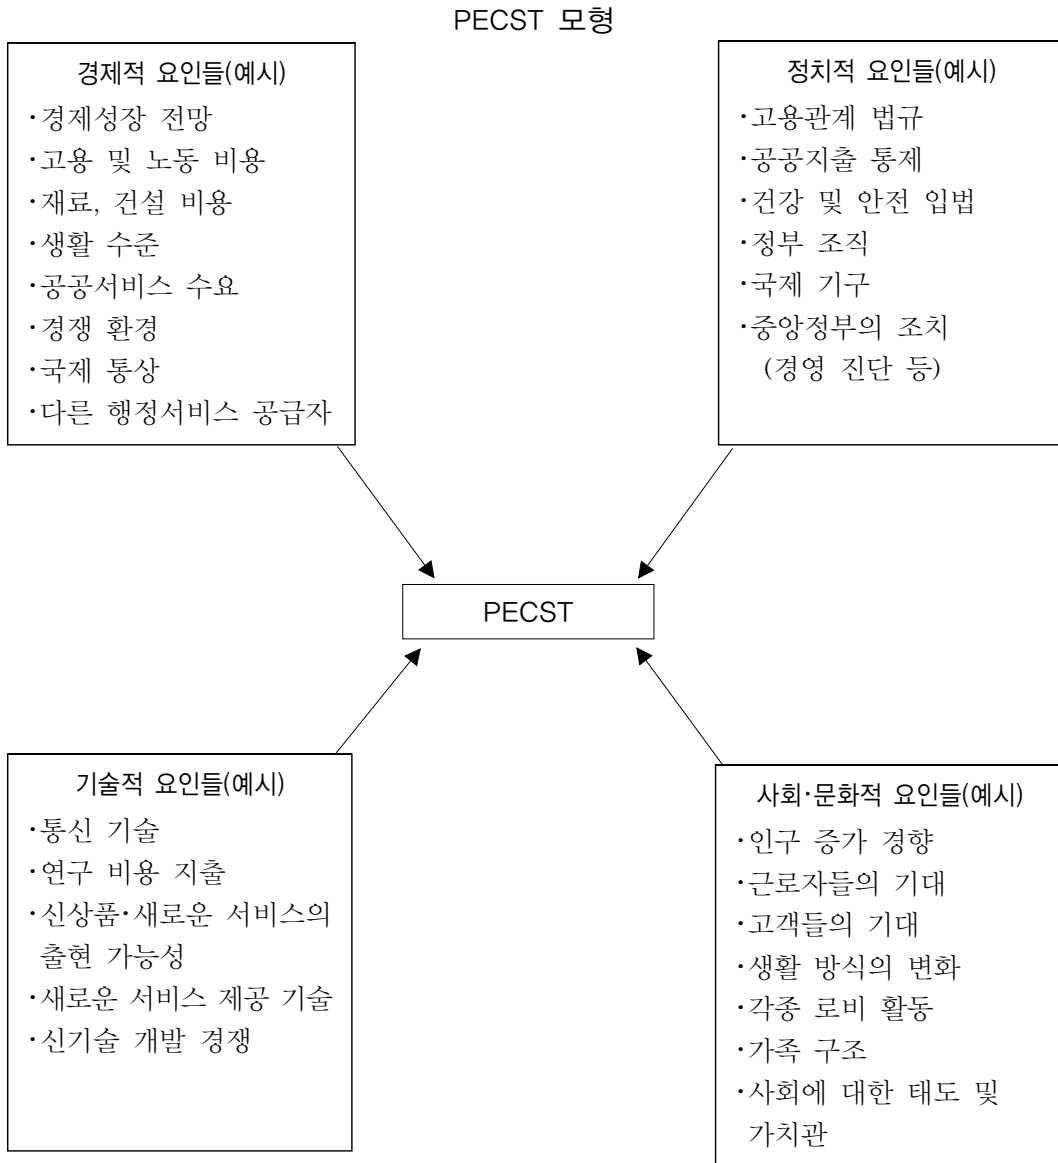 PECST 모형
경제적 요인들(예시)
·경제성장 전망
·고용 및 노동 비용
·재료, 건설 비용
·생활 수준
·공공서비스 수요
·경쟁 환경
·국제 통상
·다른 행정서비스 공급자
정치적 요인들(예시)
·고용관계 법규
·공공지출 통제
·건강 및 안전 입법
·정부 조직
·국제 기구
·중앙정부의 조치
(경영 진단 등)
PECST
기술적 요인들(예시)
·통신 기술
·연구 비용 지출
·신상품·새로운 서비스의
출현 가능성
·새로운 서비스 제공 기술
·신기술 개발 경쟁
사회·문화적 요인들(예시)
·인구 증가 경향
·근로자들의 기대
·고객들의 기대
·생활 방식의 변화
·각종 로비 활동
·가족 구조
·사회에 대한 태도 및
가치관